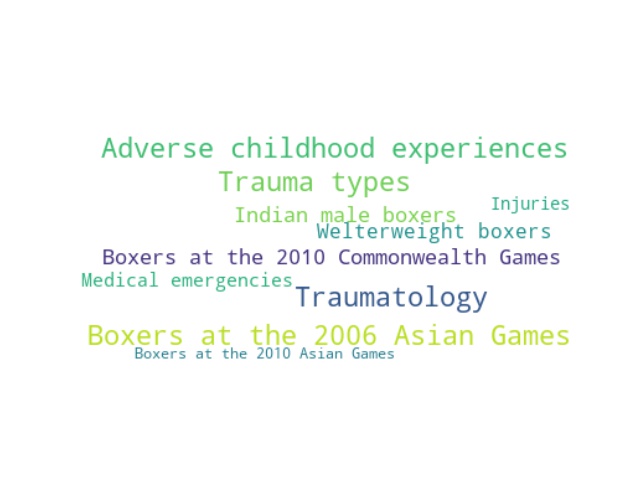 Adverse childhood experiences
Trauma types
Injuries
Indian male boxers
Welterweight boxers
Boxers at the 2010 Commonwealth Games
Medical emergencies
Traumatology
Boxers at the 2006 Asian Games
Boxers at the 2010 Asian Games